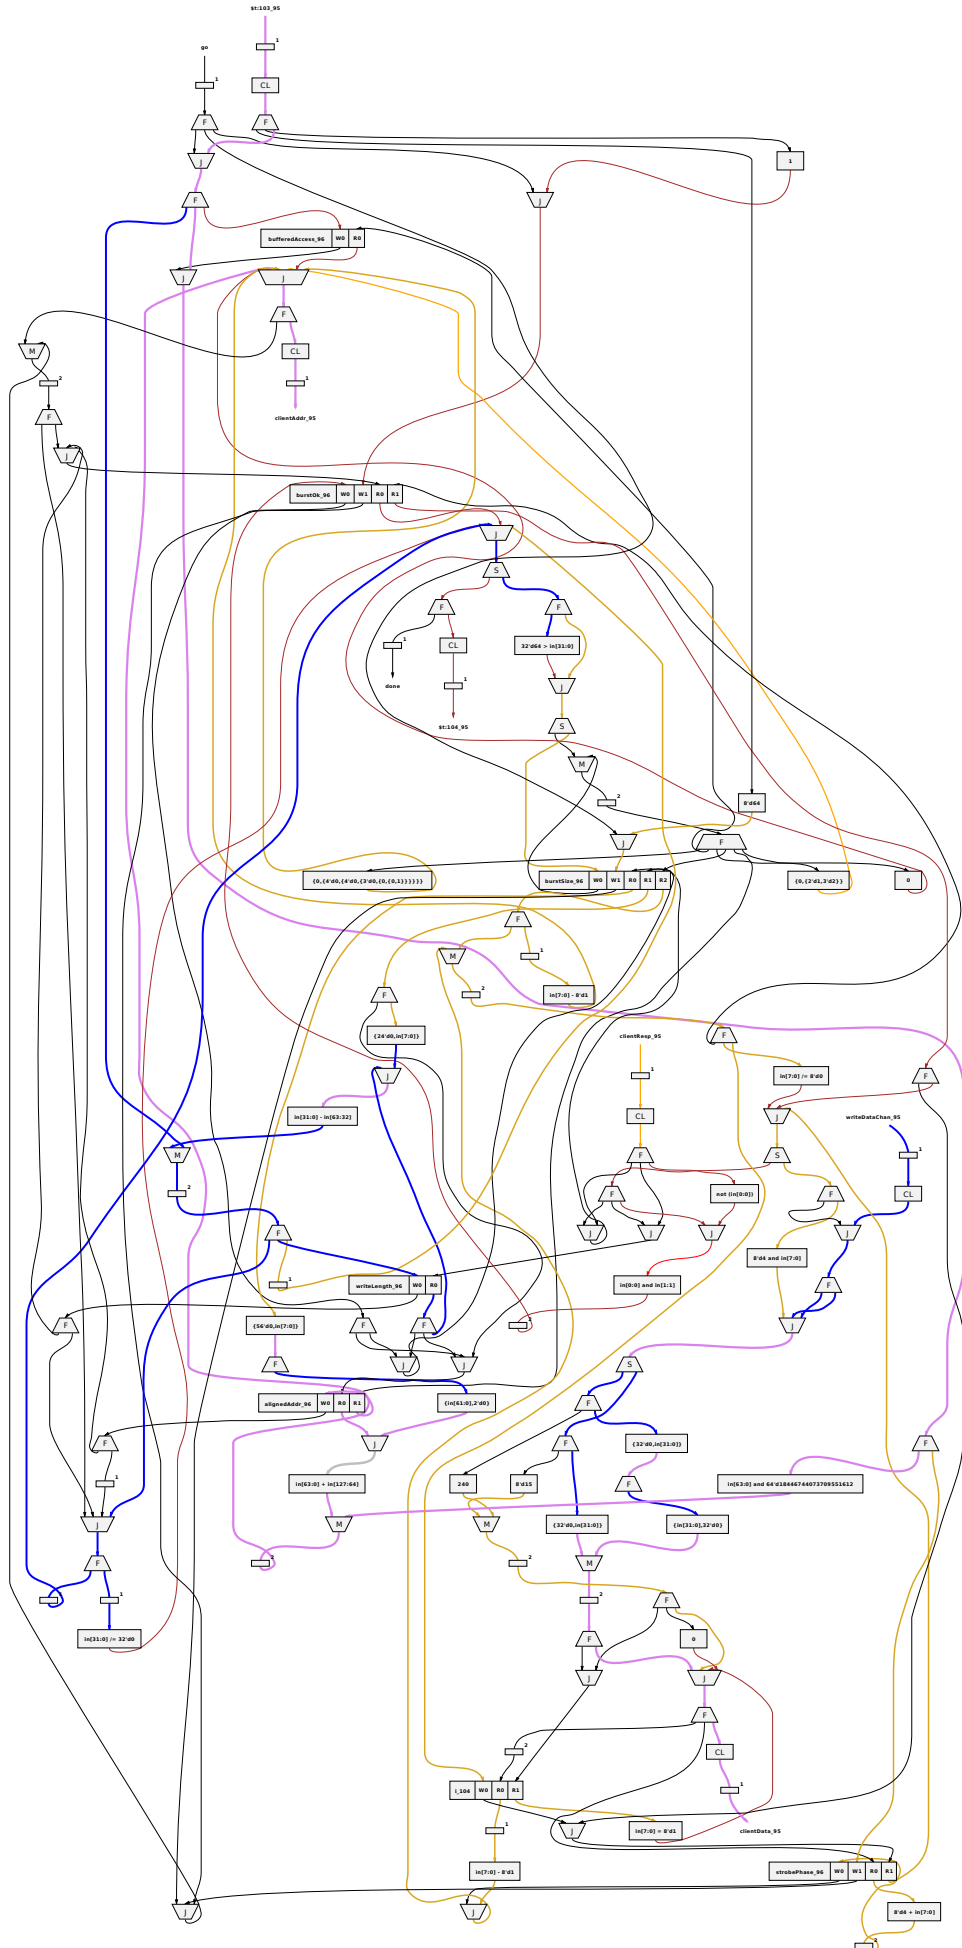 $t:103_95
1
go
CL
1
F F
J 1
F J
bufferedAccess_96 W0 R0
J J
F
M CL
2 1
F clientAddr_95
J
burstOk_96 W0 W1 R0 R1
J
S
F F
1 CL 32'd64 > in[31:0]
done 1 J
$t:104_95 S
M
2 8'd64
J F
{0,{4'd0,{4'd0,{3'd0,{0,{0,1}}}}}} burstSize_96 W0 W1 R0 R1 R2 {0,{2'd1,3'd2}} 0
F
M 1
F 2 in[7:0] - 8'd1
{24'd0,in[7:0]} clientResp_95 F
J 1 in[7:0] /= 8'd0 F
in[31:0] - in[63:32] CL J writeDataChan_95
M F S 1
2 F not (in[0:0]) F CL
F J J J J
8'd4 and in[7:0]
1 writeLength_96 W0 R0 in[0:0] and in[1:1] F
F {56'd0,in[7:0]} F F 2 J
F J J S
alignedAddr_96 W0 R0 R1 {in[61:0],2'd0} F
F J F {32'd0,in[31:0]} F
1 in[63:0] + in[127:64] 240 8'd15 F in[63:0] and 64'd18446744073709551612
J M M {32'd0,in[31:0]} {in[31:0],32'd0}
F 2 2 M
1 2 F
in[31:0] /= 32'd0 F 0
J J
F
2 CL
i_104 W0 R0 R1 1
1 J in[7:0] = 8'd1 clientData_95
in[7:0] - 8'd1 strobePhase_96 W0 W1 R0 R1
J J 8'd4 + in[7:0]
2